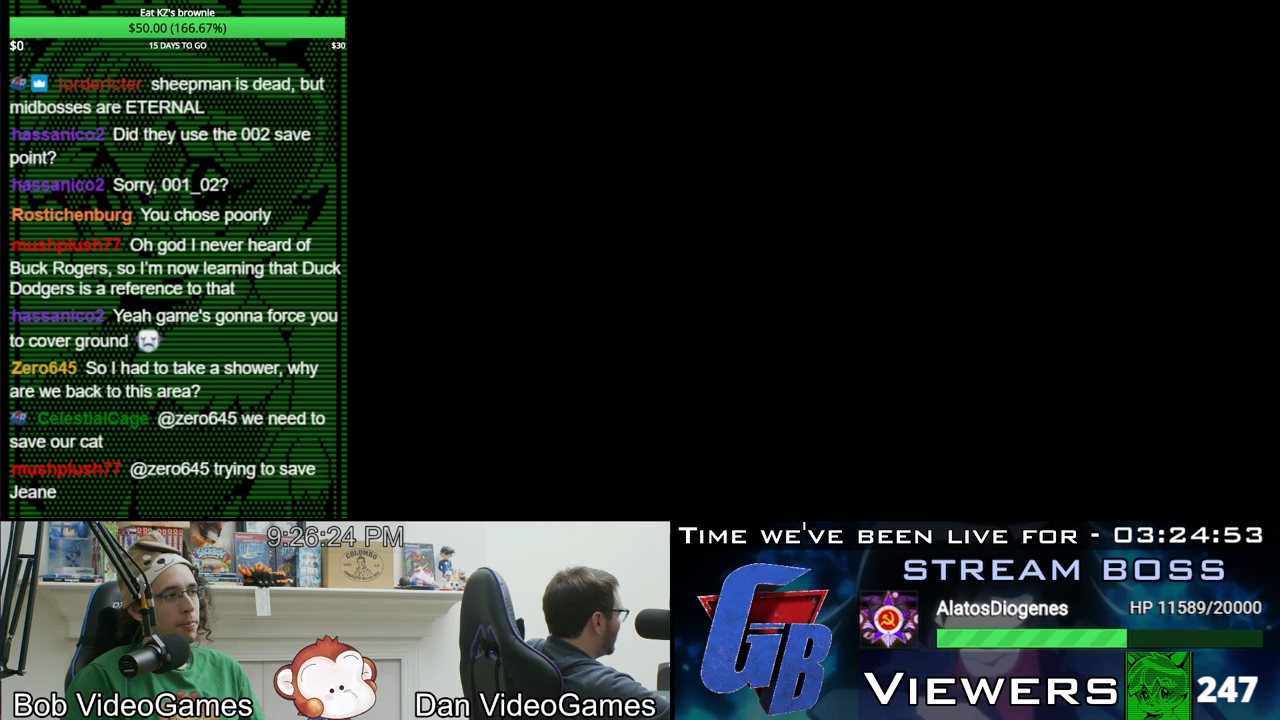 Eat KZ's brownie
$50.00 (166.67%)
$0 15 DAYS TO GO $30
lordericter sheepman is dead, but
midbosses are ETERNAL
hassanico2 Did they use the 002 save
point?
hassanico2 Sorry, 001_02?
Rostichenburg You chose poorly
mushplush77 Oh god I never heard of
Buck Rogers, so I'm now learning that Duck
Dodgers is a reference to that
hassanico2 Yeah game's gonna force you
to cover ground
Zero645 So I had to take a shower, why
are we back to this area?
CelestialCage @zero645 we need to
save our cat
mushplush77 @zero645 trying to save
Jeane
9:26:24 PM
COLUMBO
Bob VideoGames
Dan VideoGames
TIME WE'VE BEEN LIVE FOR - 03:24:53
STREAM BOSS
AlatosDiogenes HP 11589/20000
GGB
VIEWERS 247